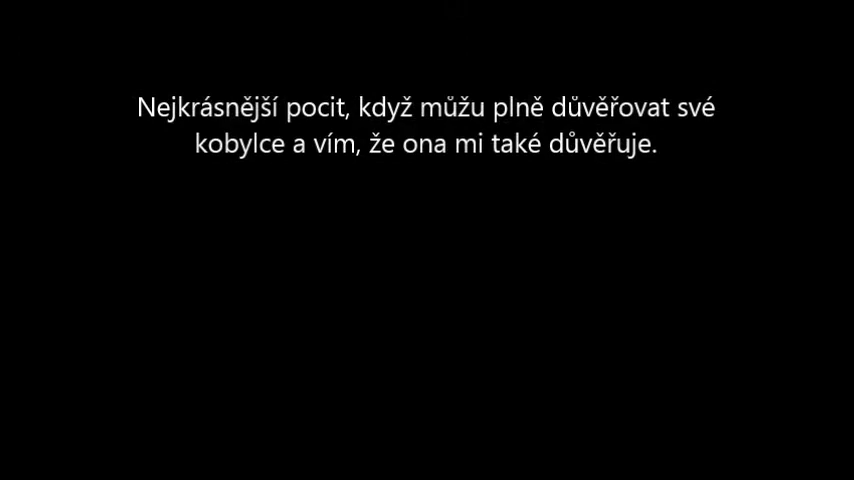 Nejkrásnější pocit, když můžu plně důvěřovat své
kobylce a vím, že ona mi také důvěřuje.